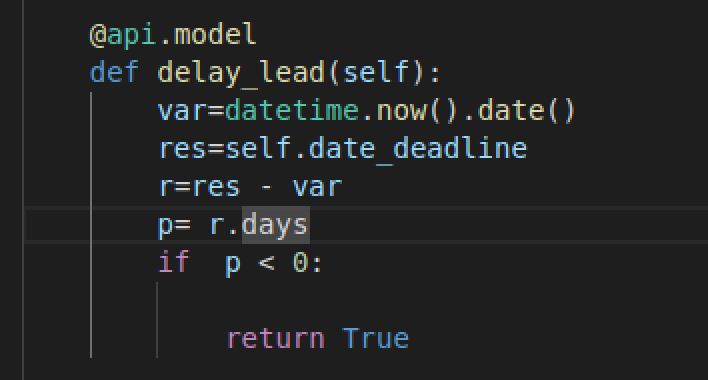 @api.model
def delay_lead(self):
var=datetime.now().date()
res=self.date_deadline
r=res - var
p= r.days
if  p < 0:
return True